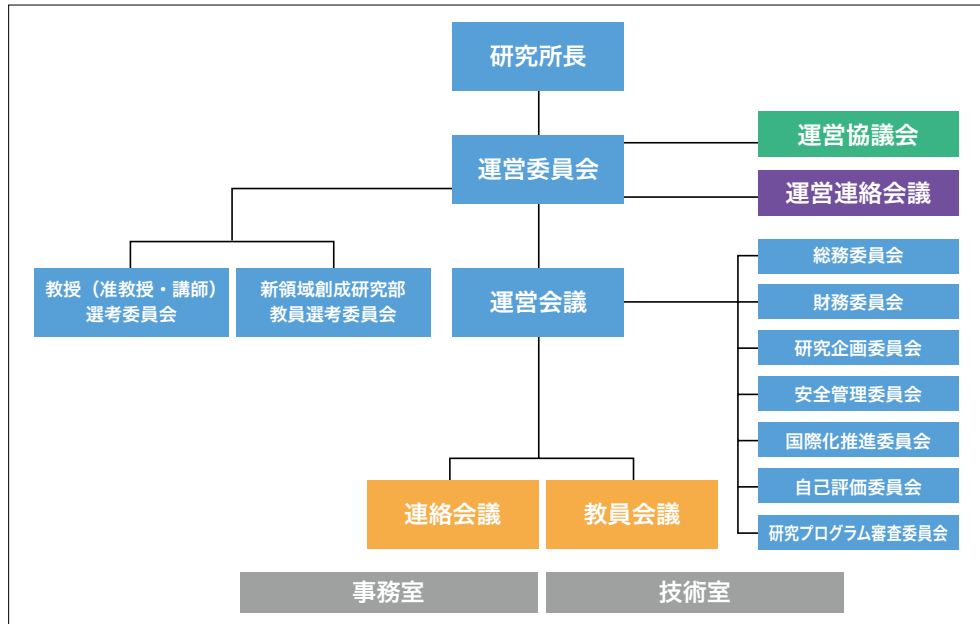 研究所長
運営協議会
運営委員会
運営連絡会議
教授（准教授・講師）
選考委員会
新領域創成研究部
教員選考委員会
運営会議
総務委員会
財務委員会
研究企画委員会
安全管理委員会
国際化推進委員会
自己評価委員会
研究プログラム審査委員会
連絡会議
教員会議
事務室
技術室